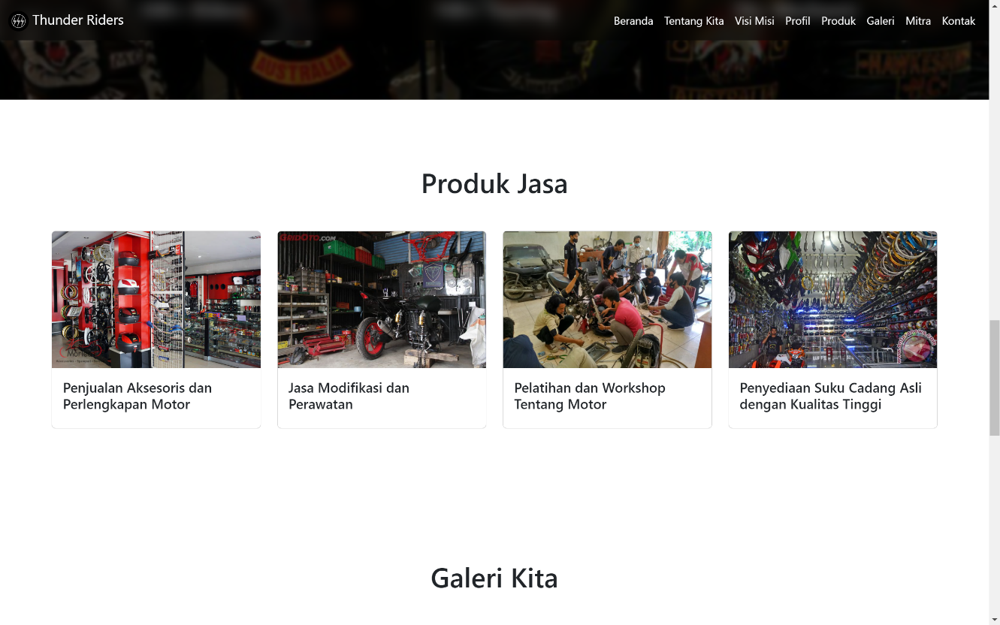 Thunder Riders
Beranda Tentang Kita Visi Misi Profil Produk Galeri Mitra Kontak
AUSTRALIA
HAWKESBURY
Produk Jasa
GRIDOTO.COM
Penjualan Aksesoris dan
Perlengkapan Motor
Jasa Modifikasi dan
Perawatan
Pelatihan dan Workshop
Tentang Motor
Penyediaan Suku Cadang Asli
dengan Kualitas Tinggi
Galeri Kita